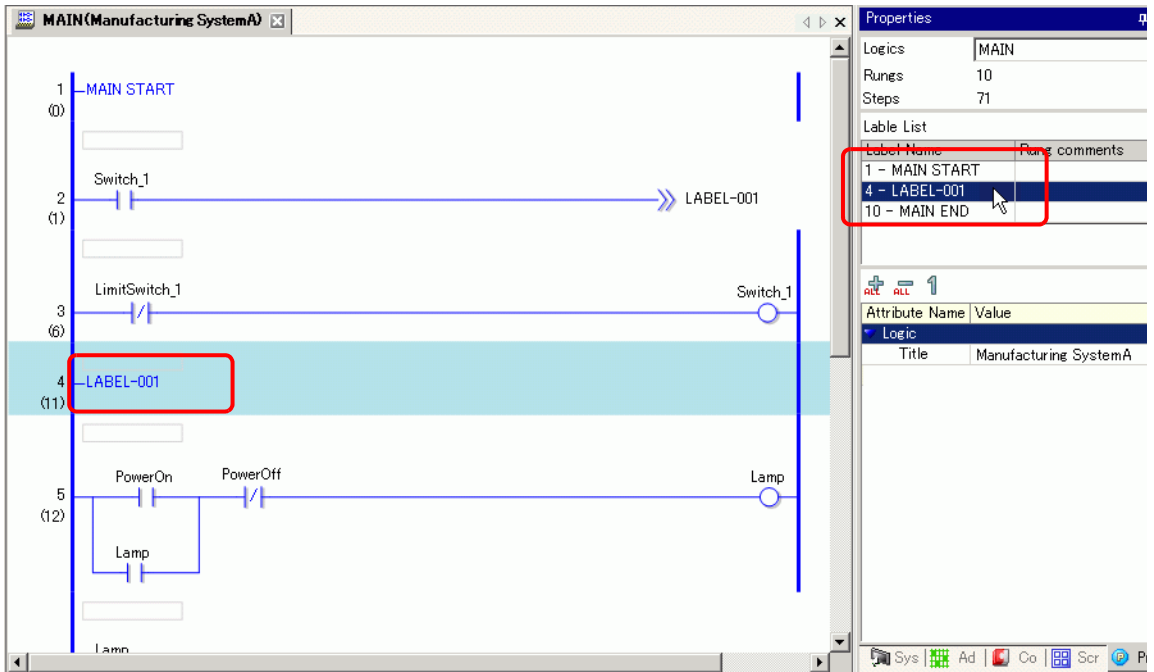 MAIN(Manufacturing SystemA)
1 MAIN START
(0)
Switch_1
2 LABEL-001
(1)
LimitSwitch_1 Switch_1
3
(6)
4 LABEL-001
(11)
PowerOn PowerOff Lamp
5
(12)
Lamp
Lamp
Properties
Logics MAIN
Rungs 10
Steps 71
Lable List
Label Name Rung comments
1 - MAIN START
4 - LABEL-001
10 - MAIN END
ALL ALL 1
Attribute Name Value
Logic
Title Manufacturing SystemA
Sys Ad Co Scr P